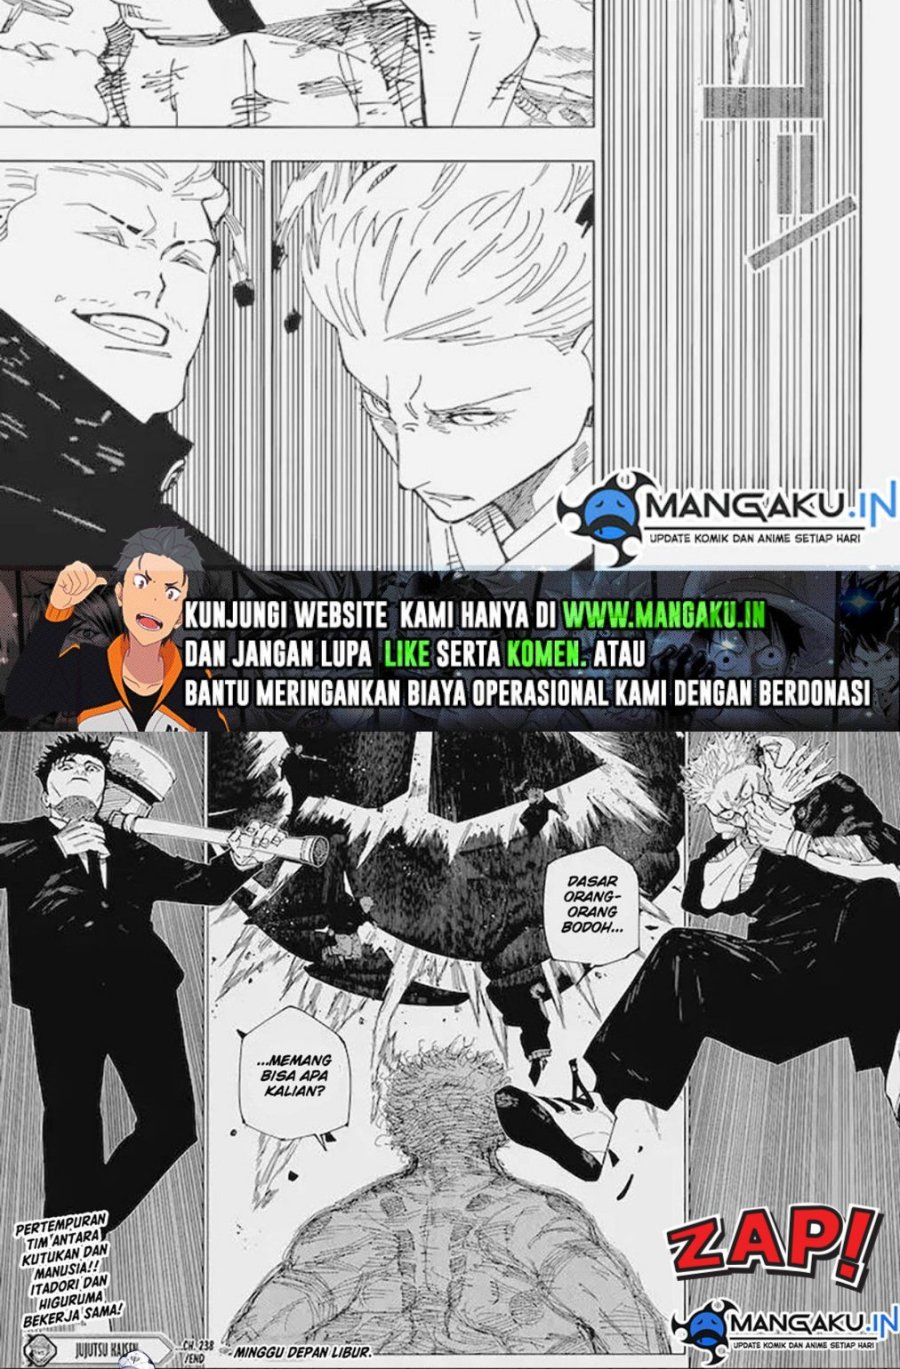 MANGAKU.IN
UPDATE KOMIK DAN ANIME SETIAP HARI
KUNJUNGI WEBSITE KAMI HANYA DI WWW.MANGAKU.IN
DAN JANGAN LUPA LIKE SERTA KOMEN. ATAU
BANTU MERINGANKAN BIAYA OPERASIONAL KAMI DENGAN BERDONASI
DASAR
ORANG-
ORANG
BODOH...
...MEMANG
BISA APA
KALIAN?
PERTEMPURAN
TIM ANTARA
KUTUKAN DAN
MANUSIA!!
ITADORI DAN
HIGURUMA
BEKERJA SAMA!
ZAP!
MANGAKU.IN
UPDATE KOMIK DAN ANIME SETIAP HARI
JUJUTSU KAISEN
...CH. 238
/END
- MINGGU DEPAN LIBUR.